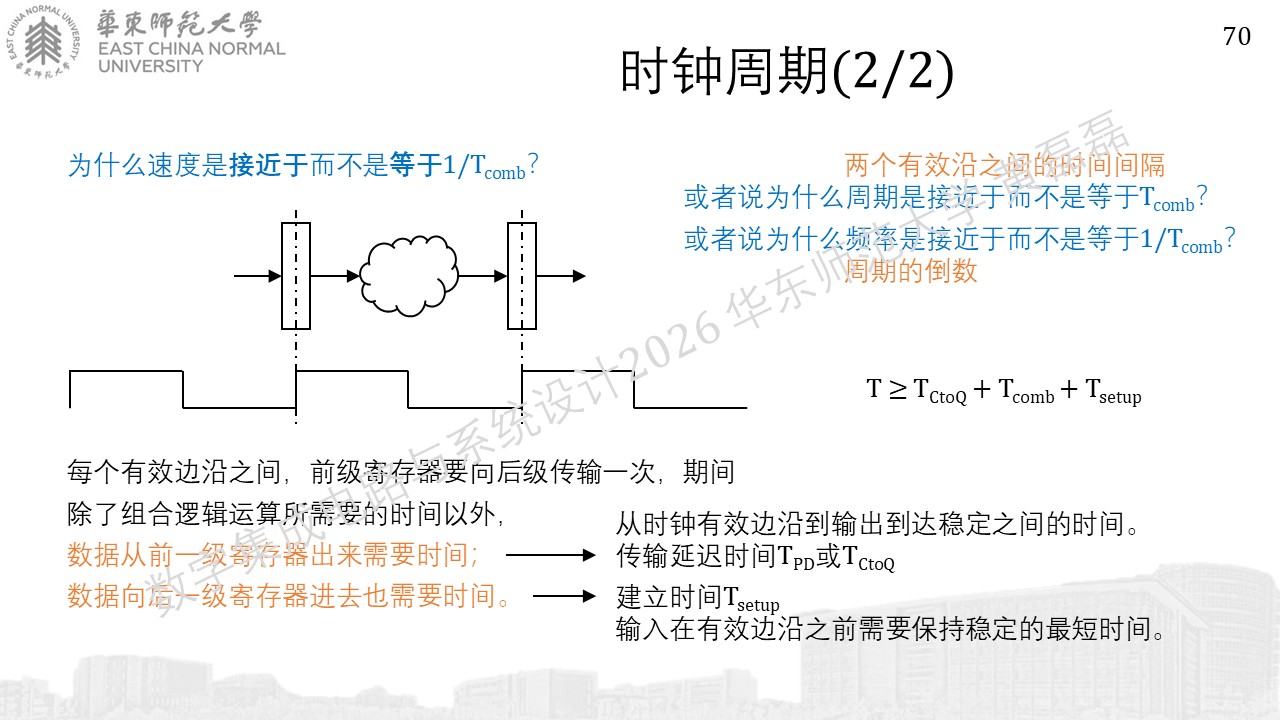 華東師範大學
EAST CHINA NORMAL
UNIVERSITY
EAST CHINA NORMAL UNIVERSITY
華東师范大学
70
时钟周期(2/2)
为什么速度是接近于而不是等于1/Tcomb?
两个有效沿之间的时间间隔
或者说为什么周期是接近于而不是等于Tcomb?
或者说为什么频率是接近于而不是等于1/Tcomb?
周期的倒数
T ≥ TCtoQ + Tcomb + Tsetup
每个有效边沿之间，前级寄存器要向后级传输一次，期间
除了组合逻辑运算所需要的时间以外，
数据从前一级寄存器出来需要时间；
数据向后一级寄存器进去也需要时间。
从时钟有效边沿到输出到达稳定之间的时间。
传输延迟时间TPD或TCtoQ
建立时间Tsetup
输入在有效边沿之前需要保持稳定的最短时间。
数字集成电路与系统设计2026 华东师范大学 黄磊磊